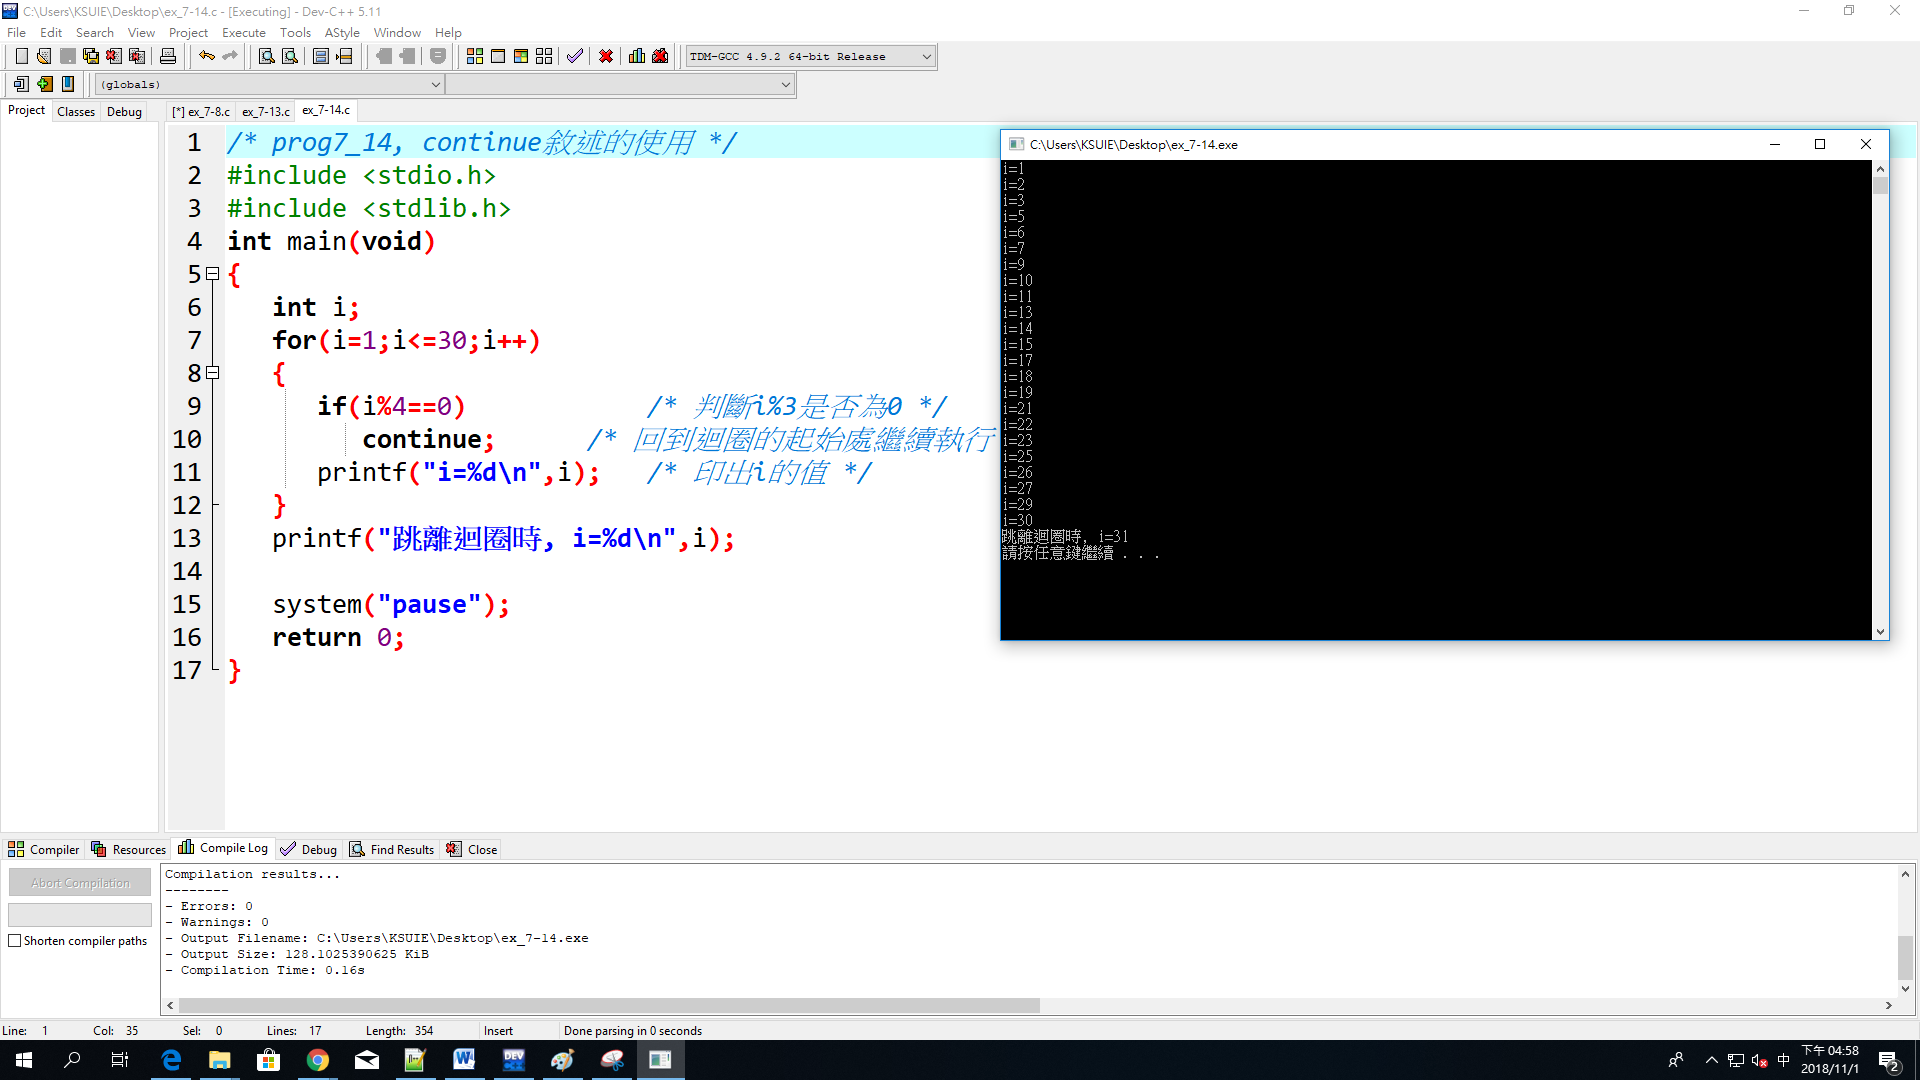 C:\Users\KSUIE\Desktop\ex_7-14.c - [Executing] - Dev-C++ 5.11
File Edit Search View Project Execute Tools AStyle Window Help
TDM-GCC 4.9.2 64-bit Release
(globals)
Project Classes Debug
[*] ex_7-8.c ex_7-13.c ex_7-14.c
1 /* prog7_14, continue敘述的使用 */
2 #include <stdio.h>
3 #include <stdlib.h>
4 int main(void)
5 {
6 int i;
7 for(i=1;i<=30;i++)
8 {
9 if(i%4==0) /* 判斷i%3是否為0 */
10 continue; /* 回到迴圈的起始處繼續執行
11 printf("i=%d\n",i); /* 印出i的值 */
12 }
13 printf("跳離迴圈時, i=%d\n",i);
14
15 system("pause");
16 return 0;
17 }
C:\Users\KSUIE\Desktop\ex_7-14.exe
i=1
i=2
i=3
i=5
i=6
i=7
i=9
i=10
i=11
i=13
i=14
i=15
i=17
i=18
i=19
i=21
i=22
i=23
i=25
i=26
i=27
i=29
i=30
跳離迴圈時, i=31
請按任意鍵繼續 . . .
Compiler Resources Compile Log Debug Find Results Close
Abort Compilation
Shorten compiler paths
Compilation results...
--------
- Errors: 0
- Warnings: 0
- Output Filename: C:\Users\KSUIE\Desktop\ex_7-14.exe
- Output Size: 128.1025390625 KiB
- Compilation Time: 0.16s
Line: 1 Col: 35 Sel: 0 Lines: 17 Length: 354 Insert Done parsing in 0 seconds
中
下午 04:58
2018/11/1
2